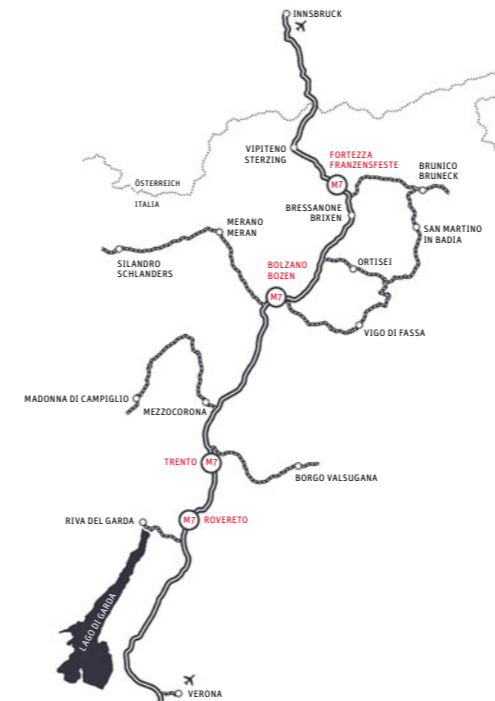 INNSBRUCK
VIPITENO
STERZING
FORTEZZA
FRANZENSFESTE
M7
BRUNICO
BRUNECK
ÖSTERREICH
ITALIA
BRESSANONE
BRIXEN
MERANO
MERAN
SAN MARTINO
IN BADIA
SILANDRO
SCHLANDERS
BOLZANO
BOZEN
M7
ORTISEI
VIGO DI FASSA
MADONNA DI CAMPIGLIO
MEZZOCORONA
TRENTO
M7
BORGO VALSUGANA
RIVA DEL GARDA
M7
ROVERETO
LAGO DI GARDA
VERONA